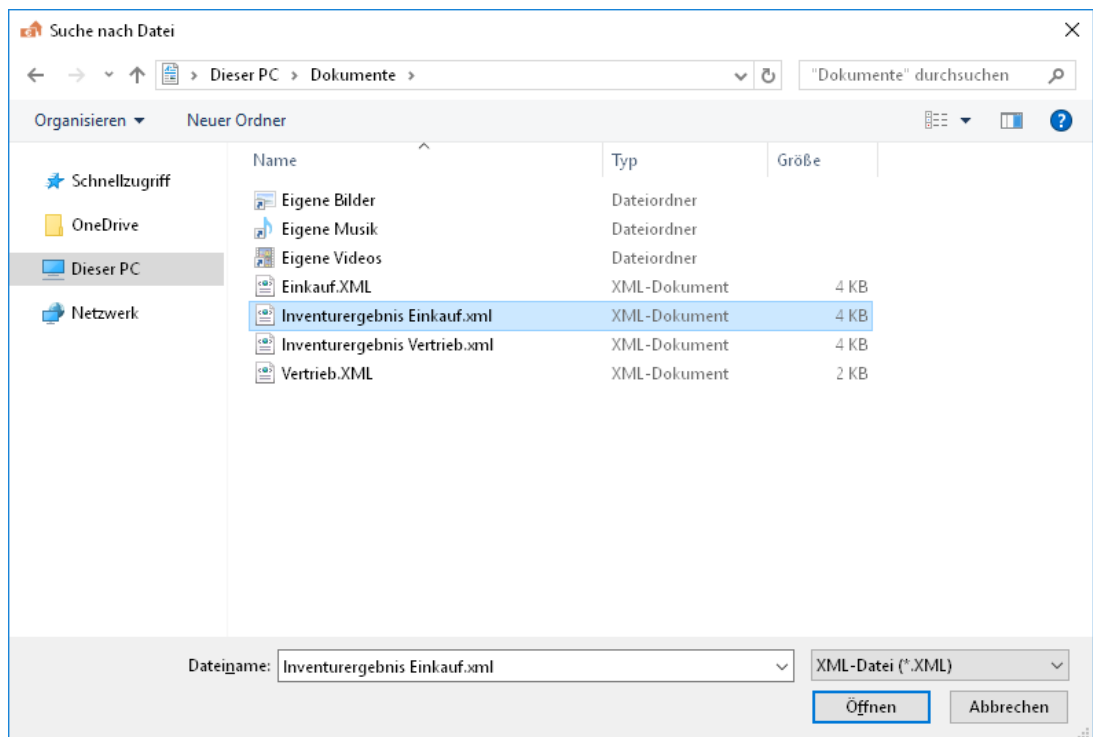 Suche nach Datei
Dieser PC > Dokumente >
"Dokumente" durchsuchen
Organisieren
Neuer Ordner
?
Name Typ Größe
Schnellzugriff
OneDrive
Dieser PC
Netzwerk
Eigene Bilder Dateiordner
Eigene Musik Dateiordner
Eigene Videos Dateiordner
Einkauf.XML XML-Dokument 4 KB
Inventurergebnis Einkauf.xml XML-Dokument 4 KB
Inventurergebnis Vertrieb.xml XML-Dokument 4 KB
Vertrieb.XML XML-Dokument 2 KB
Dateiname: Inventurergebnis Einkauf.xml XML-Datei (*.XML)
Öffnen Abbrechen